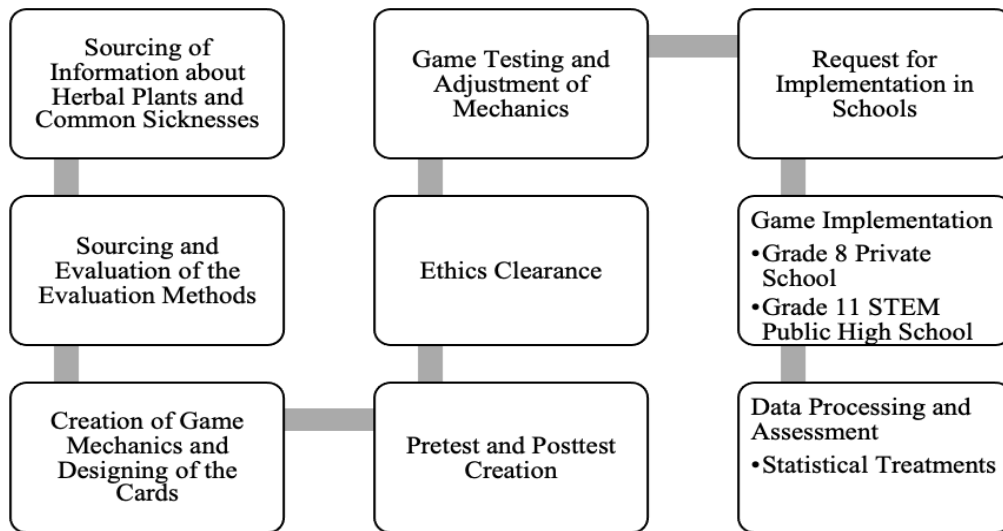 Sourcing of
Information about
Herbal Plants and
Common Sicknesses
Sourcing and
Evaluation of the
Evaluation Methods
Creation of Game
Mechanics and
Designing of the
Cards
Pretest and Posttest
Creation
Ethics Clearance
Game Testing and
Adjustment of
Mechanics
Request for
Implementation in
Schools
Game Implementation
•Grade 8 Private
School
•Grade 11 STEM
Public High School
Data Processing and
Assessment
•Statistical Treatments